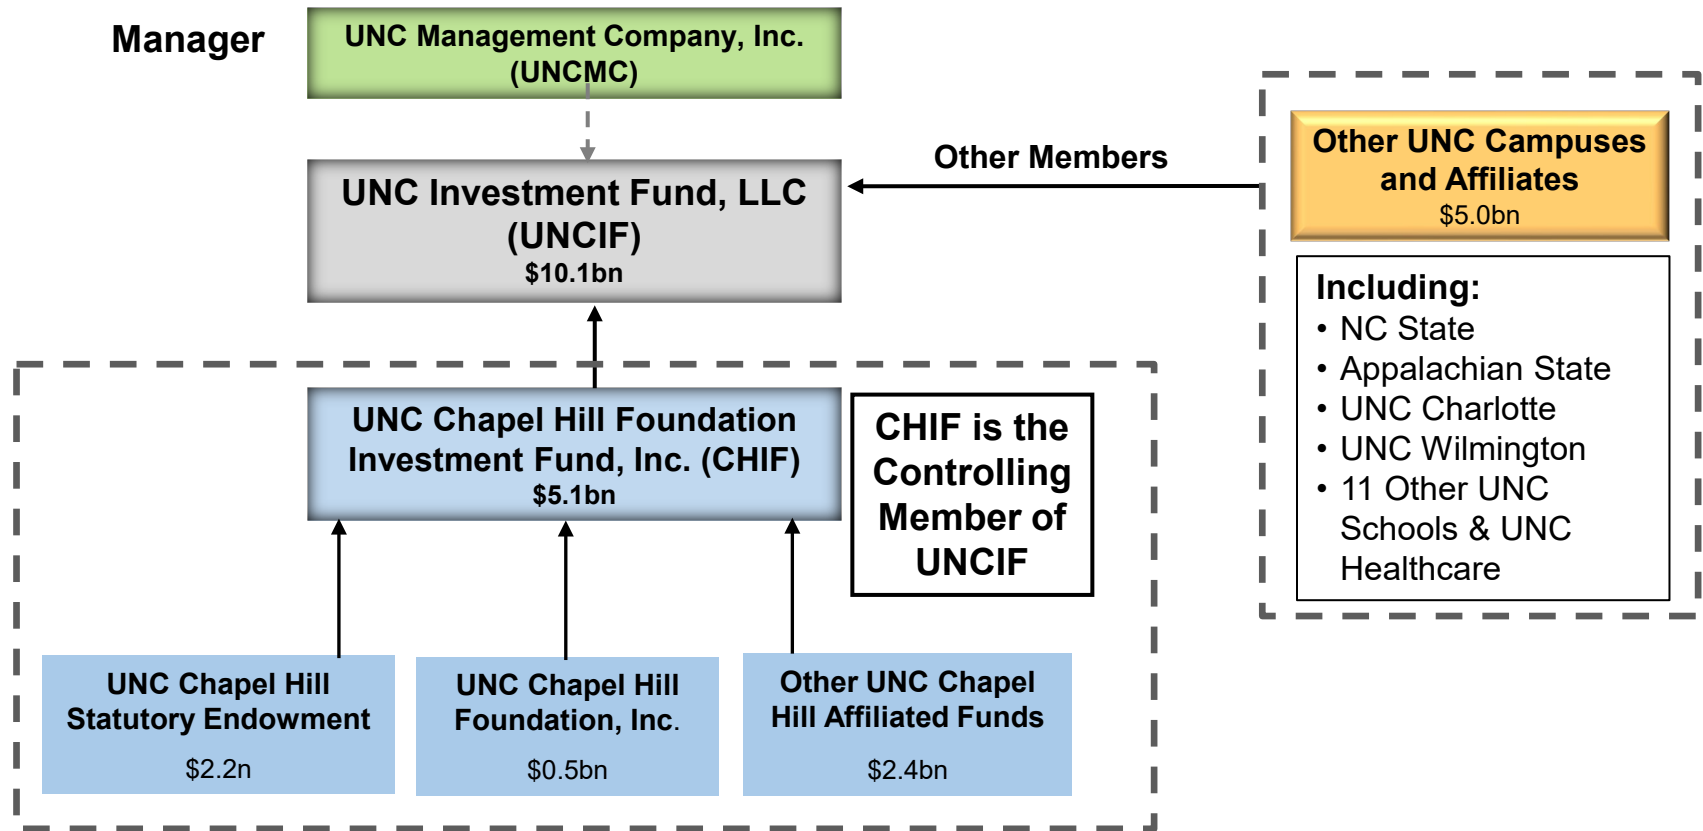 Manager
UNC Management Company, Inc.
(UNCMC)
UNC Investment Fund, LLC
(UNCIF)
$10.1bn
Other Members
Other UNC Campuses
and Affiliates
$5.0bn
Including:
• NC State
• Appalachian State
• UNC Charlotte
• UNC Wilmington
• 11 Other UNC
Schools & UNC
Healthcare
UNC Chapel Hill Foundation
Investment Fund, Inc. (CHIF)
$5.1bn
CHIF is the
Controlling
Member of
UNCIF
UNC Chapel Hill
Statutory Endowment
$2.2n
UNC Chapel Hill
Foundation, Inc.
$0.5bn
Other UNC Chapel
Hill Affiliated Funds
$2.4bn